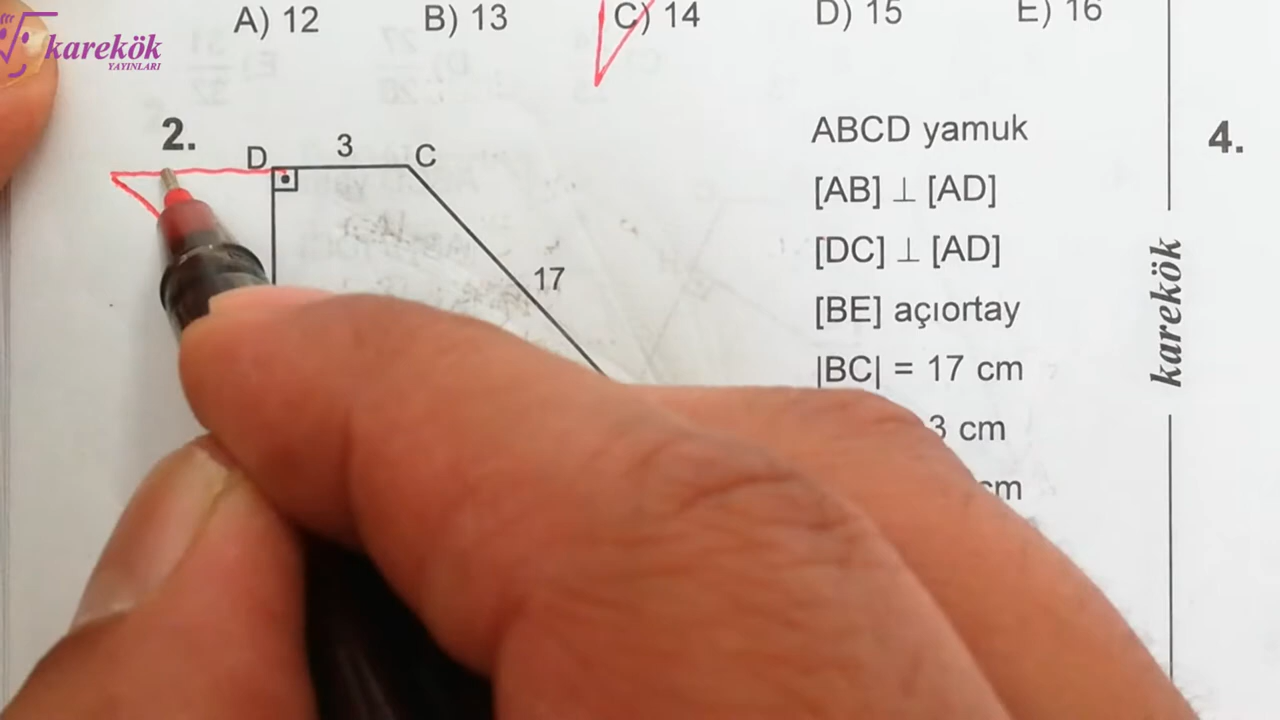 karekök
YAYINLARI
A) 12 B) 13 C) 14 D) 15 E) 16
2.
D 3 C
17
ABCD yamuk
[AB] ⊥ [AD]
[DC] ⊥ [AD]
[BE] açıortay
|BC| = 17 cm
3 cm
cm
4.
karekök